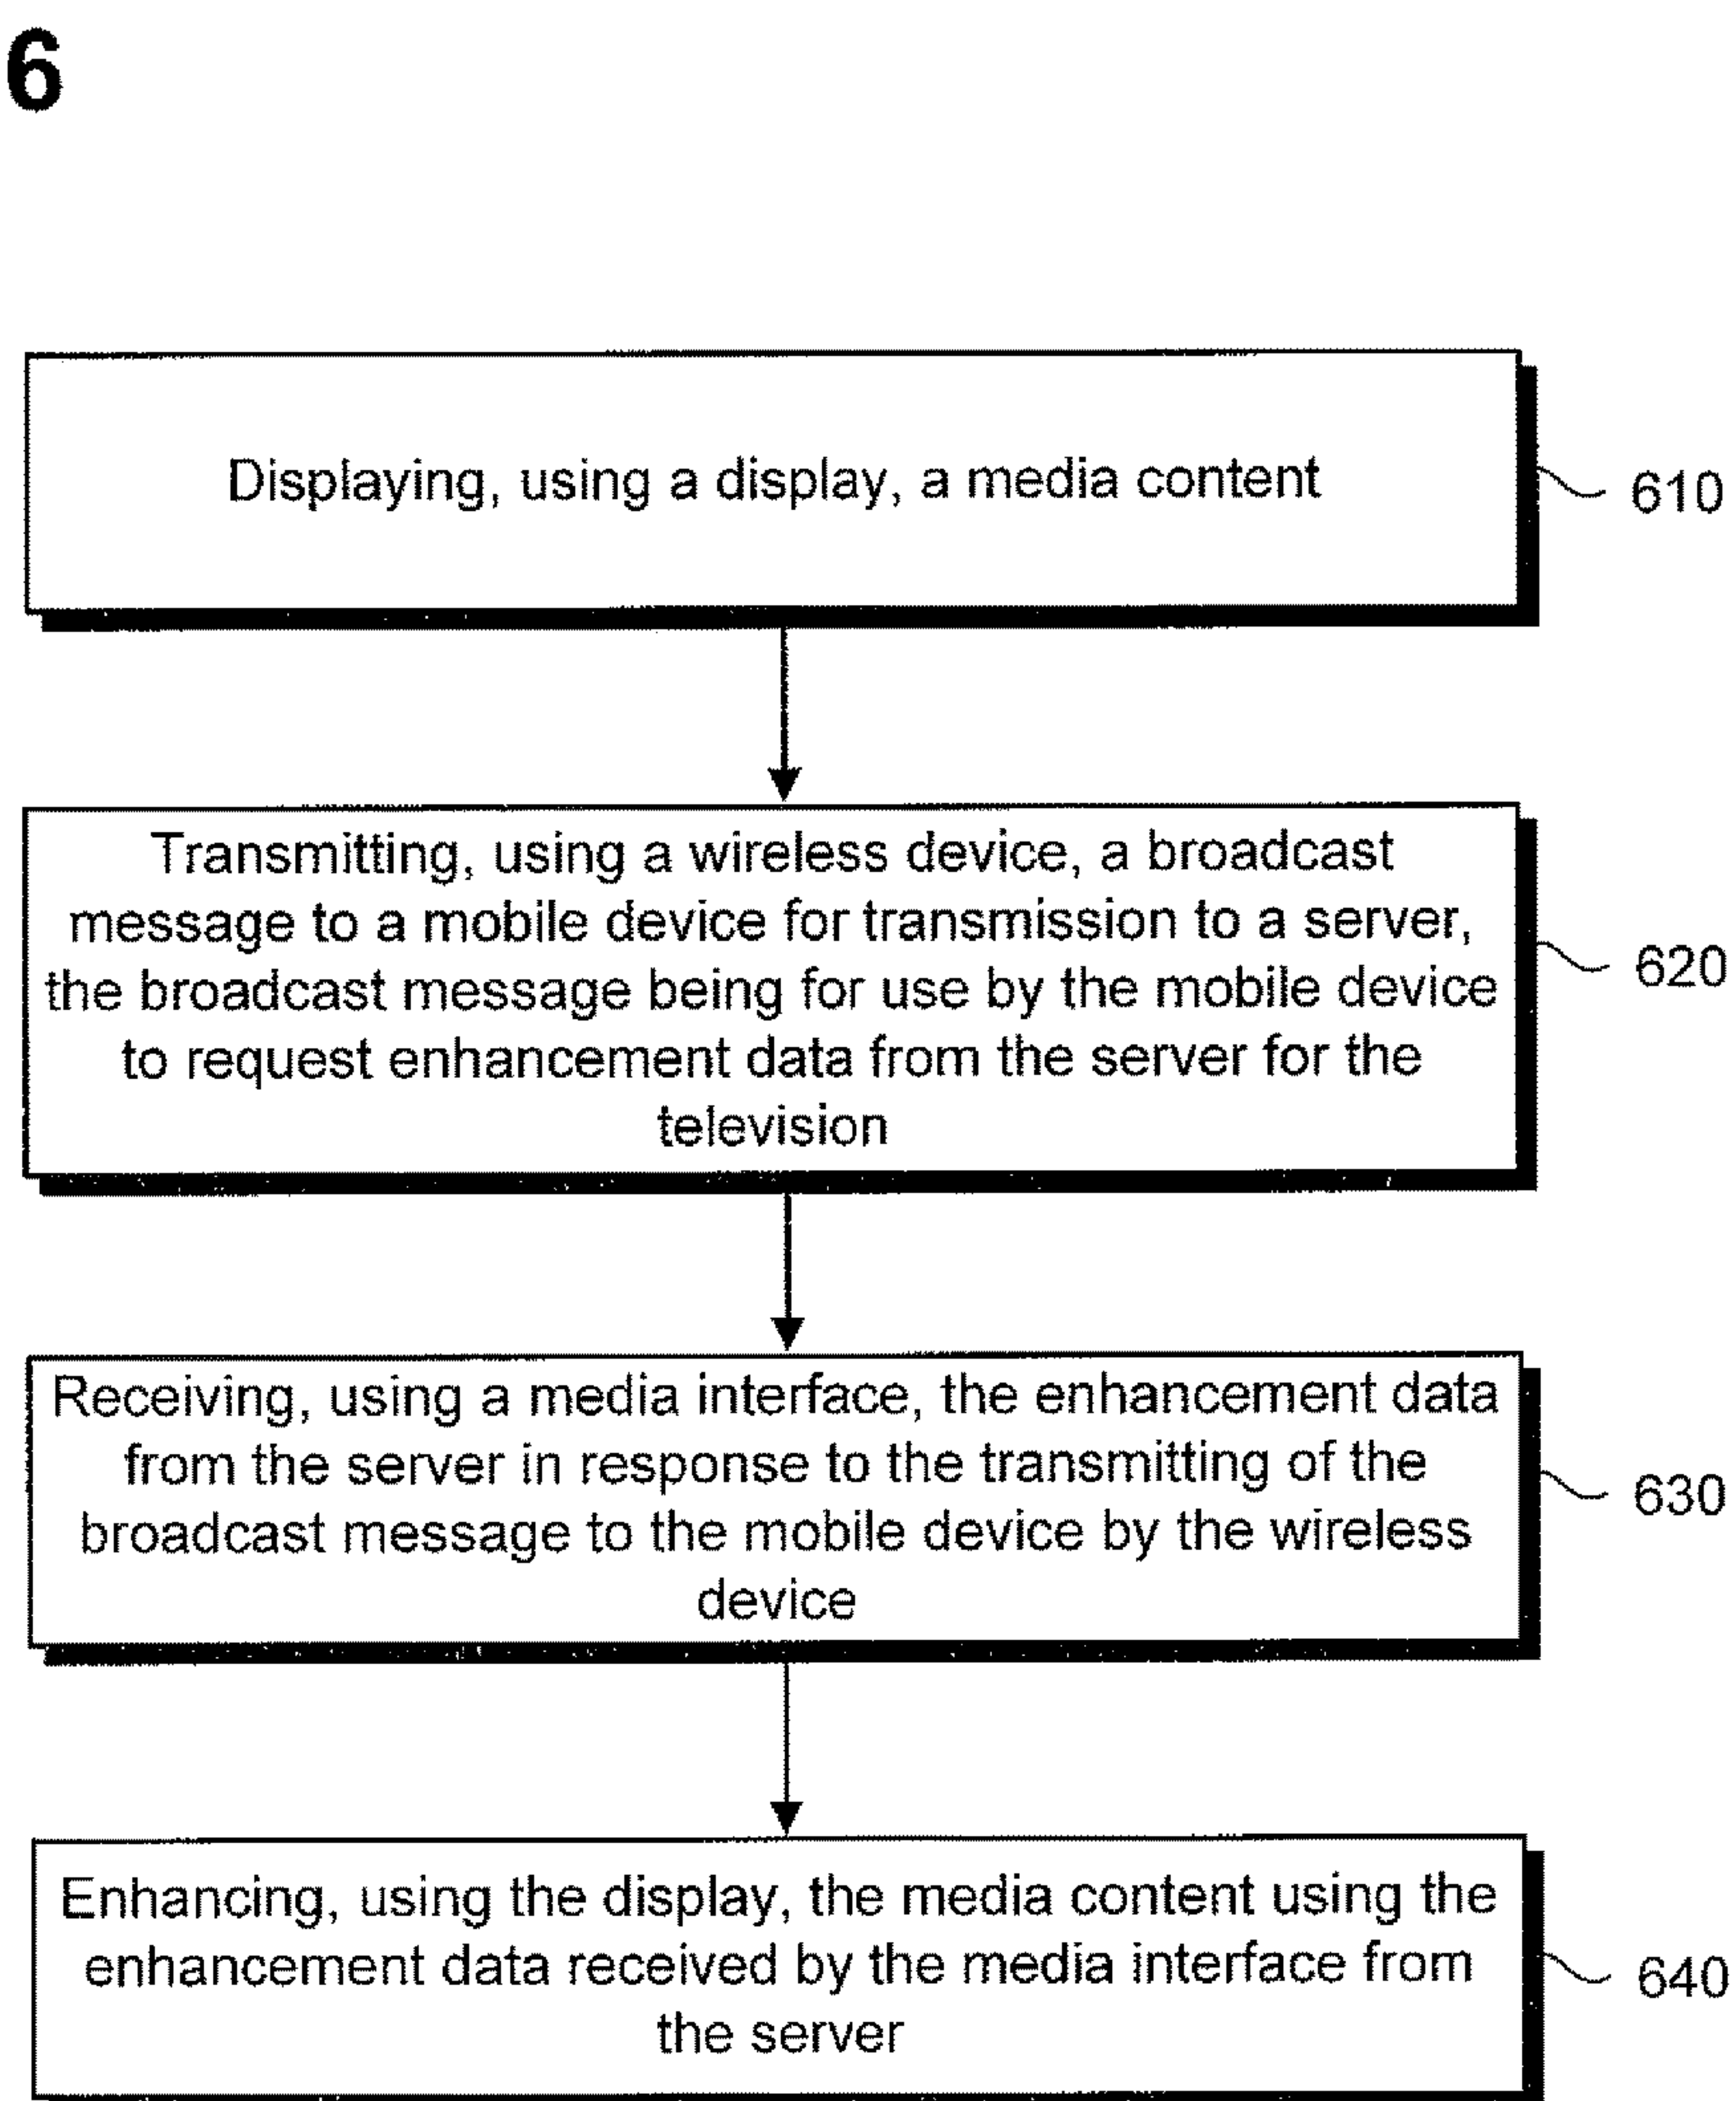 6
Displaying, using a display, a media content
610
Transmitting, using a wireless device, a broadcast
message to a mobile device for transmission to a server,
the broadcast message being for use by the mobile device
to request enhancement data from the server for the
television
620
Receiving, using a media interface, the enhancement data
from the server in response to the transmitting of the
broadcast message to the mobile device by the wireless
device
630
Enhancing, using the display, the media content using the
enhancement data received by the media interface from
the server
640